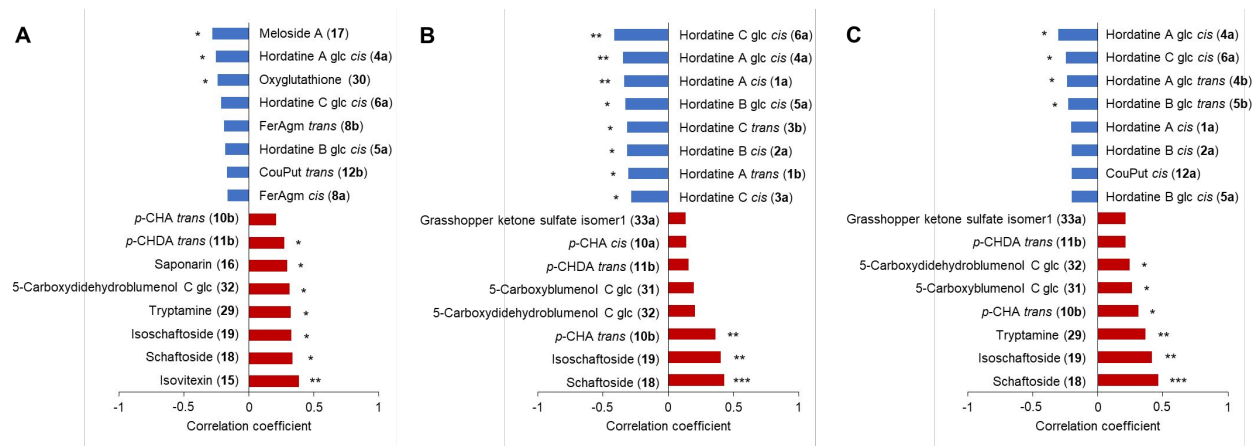 A
* Meloside A (17)
* Hordatine A glc cis (4a)
* Oxyglutathione (30)
Hordatine C glc cis (6a)
FerAgm trans (8b)
Hordatine B glc cis (5a)
CouPut trans (12b)
FerAgm cis (8a)
p-CHA trans (10b)
p-CHDA trans (11b) *
Saponarin (16) *
5-Carboxydidehydroblumenol C glc (32) *
Tryptamine (29) *
Isoschaftoside (19) *
Schaftoside (18) *
Isovitexin (15) **
-1 -0.5 0 0.5 1
Correlation coefficient
B
** Hordatine C glc cis (6a)
** Hordatine A glc cis (4a)
** Hordatine A cis (1a)
* Hordatine B glc cis (5a)
* Hordatine C trans (3b)
* Hordatine B cis (2a)
* Hordatine A trans (1b)
* Hordatine C cis (3a)
Grasshopper ketone sulfate isomer1 (33a)
p-CHA cis (10a)
p-CHDA trans (11b)
5-Carboxyblumenol C glc (31)
5-Carboxydidehydroblumenol C glc (32)
p-CHA trans (10b) **
Isoschaftoside (19) **
Schaftoside (18) ***
-1 -0.5 0 0.5 1
Correlation coefficient
C
* Hordatine A glc cis (4a)
* Hordatine C glc cis (6a)
* Hordatine A glc trans (4b)
* Hordatine B glc trans (5b)
Hordatine A cis (1a)
Hordatine B cis (2a)
CouPut cis (12a)
Hordatine B glc cis (5a)
Grasshopper ketone sulfate isomer1 (33a)
p-CHDA trans (11b)
5-Carboxydidehydroblumenol C glc (32) *
5-Carboxyblumenol C glc (31) *
p-CHA trans (10b) *
Tryptamine (29) **
Isoschaftoside (19) **
Schaftoside (18) ***
-1 -0.5 0 0.5 1
Correlation coefficient